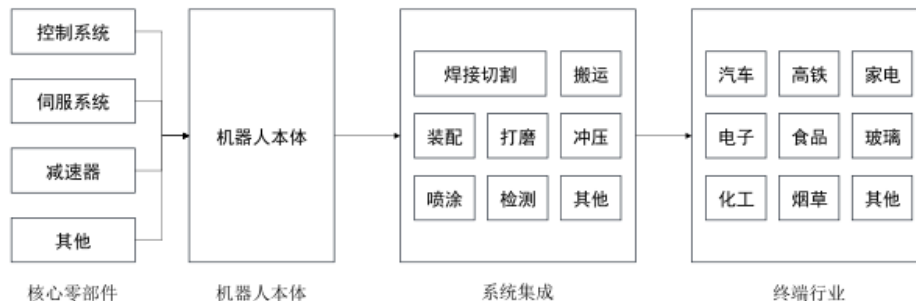 控制系统
伺服系统
减速器
其他
核心零部件
机器人本体
机器人本体
焊接切割 搬运
装配 打磨 冲压
喷涂 检测 其他
系统集成
汽车 高铁 家电
电子 食品 玻璃
化工 烟草 其他
终端行业